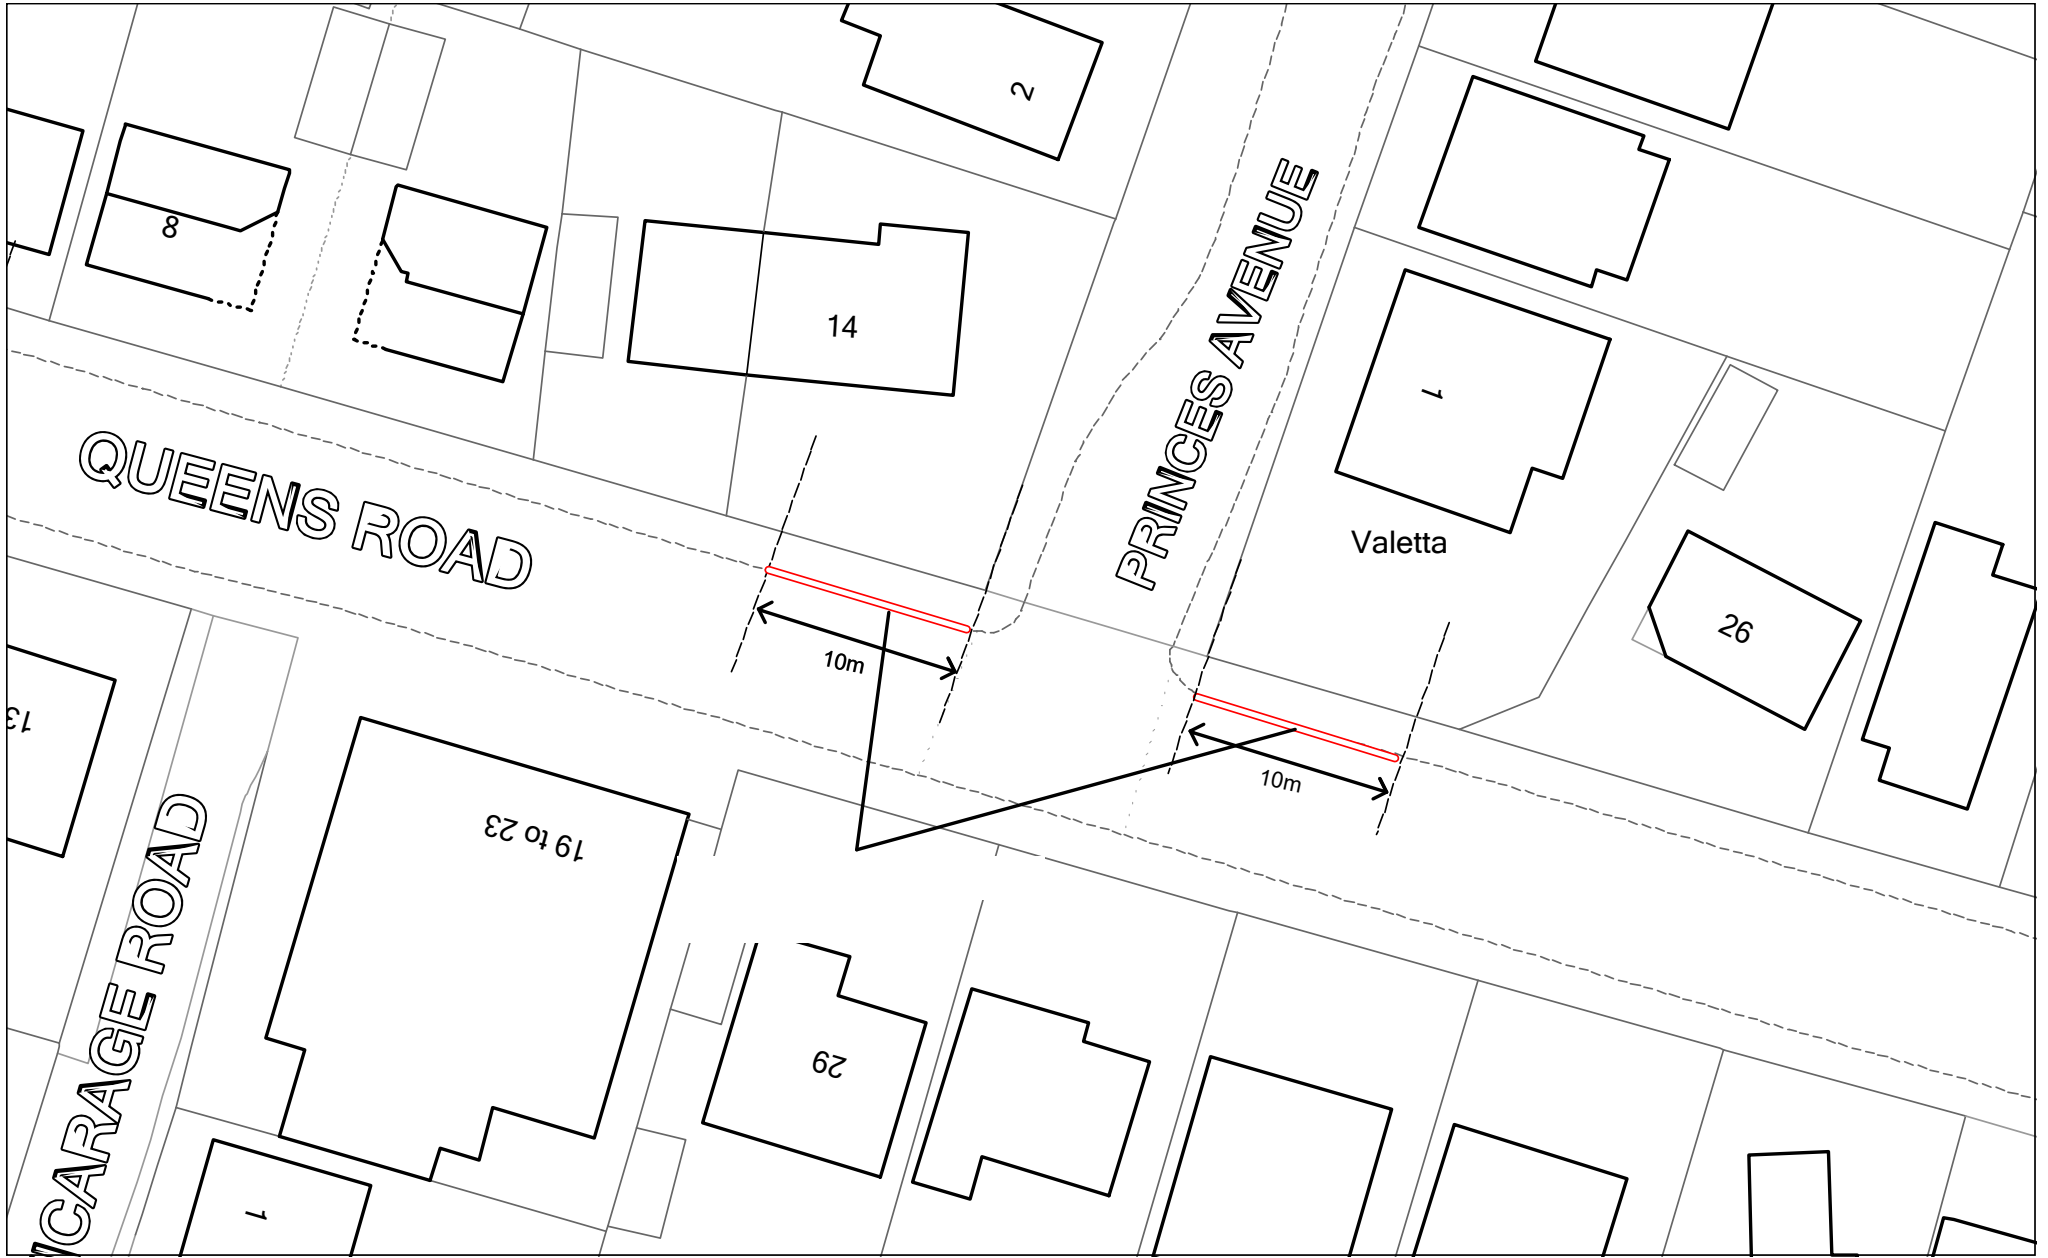 2
8
14
PRINCES AVENUE
1
QUEENS ROAD
Valetta
26
10m
10m
13
19 to 23
VICARAGE ROAD
29
1